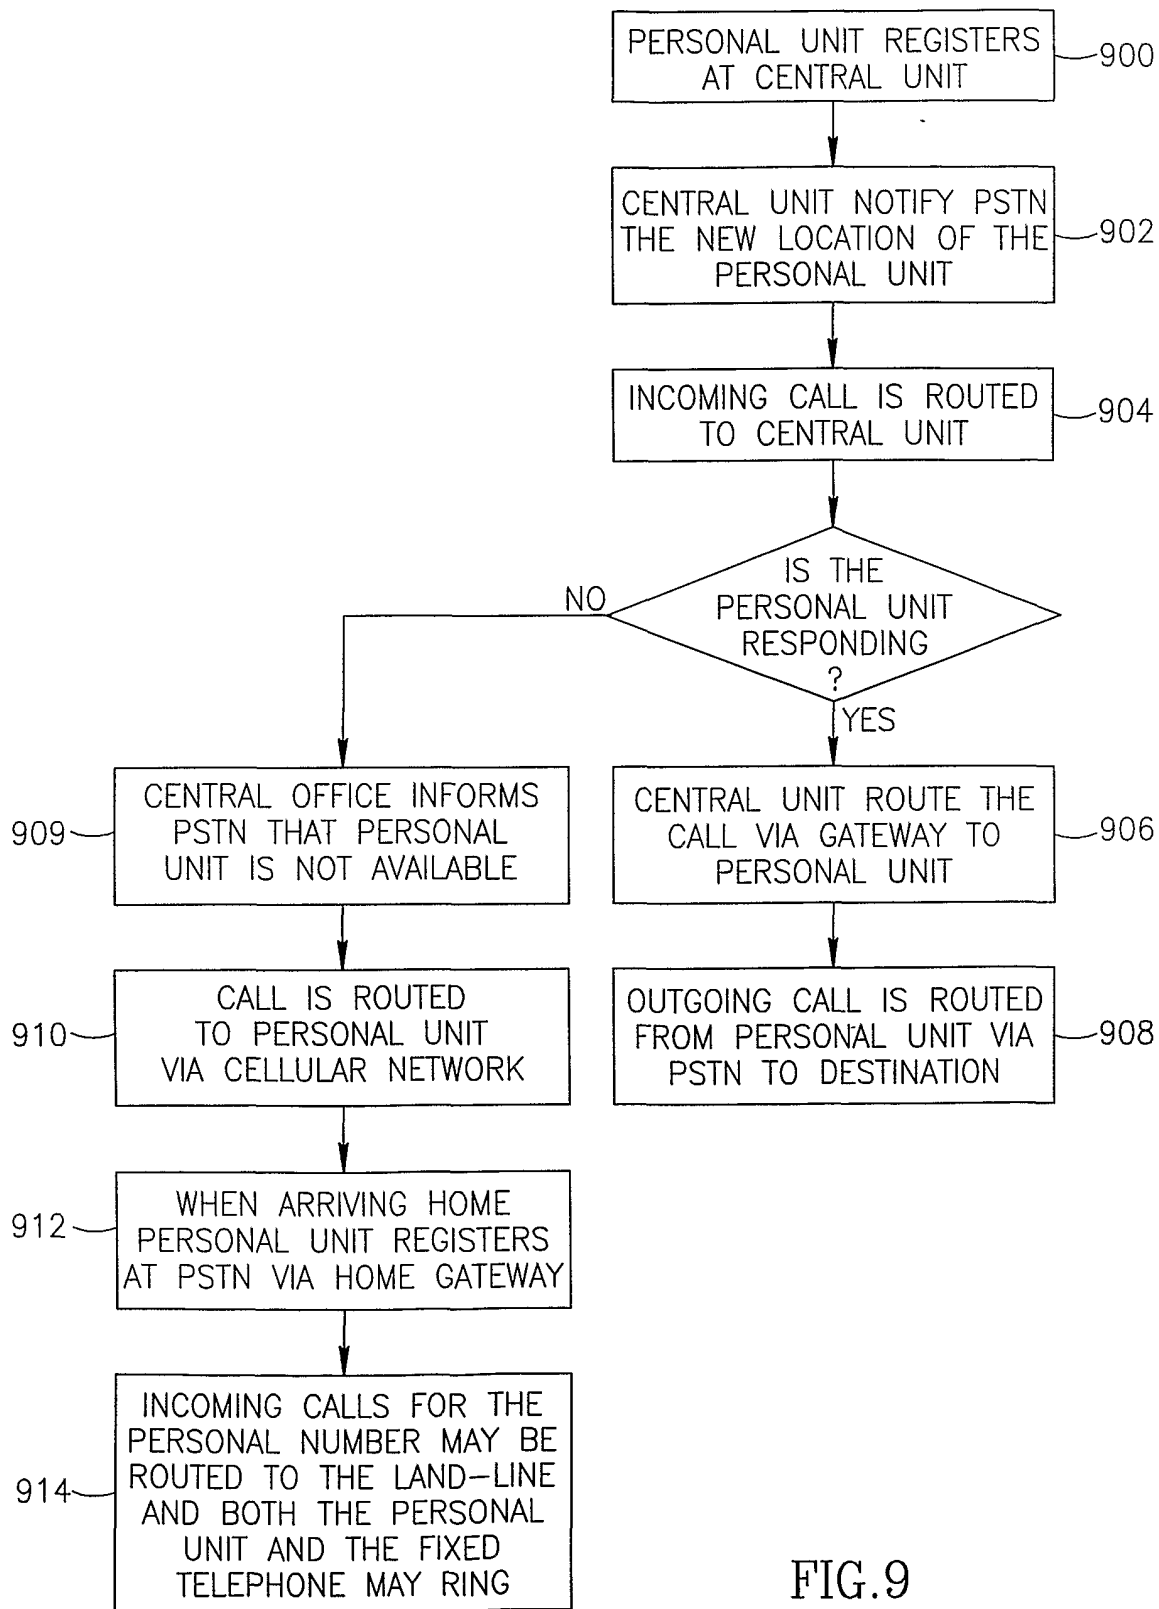 PERSONAL UNIT REGISTERS
AT CENTRAL UNIT
900
CENTRAL UNIT NOTIFY PSTN
THE NEW LOCATION OF THE
PERSONAL UNIT
902
INCOMING CALL IS ROUTED
TO CENTRAL UNIT
904
IS THE
PERSONAL UNIT
RESPONDING
?
NO
YES
CENTRAL OFFICE INFORMS
PSTN THAT PERSONAL
UNIT IS NOT AVAILABLE
909
CENTRAL UNIT ROUTE THE
CALL VIA GATEWAY TO
PERSONAL UNIT
906
CALL IS ROUTED
TO PERSONAL UNIT
VIA CELLULAR NETWORK
910
OUTGOING CALL IS ROUTED
FROM PERSONAL UNIT VIA
PSTN TO DESTINATION
908
WHEN ARRIVING HOME
PERSONAL UNIT REGISTERS
AT PSTN VIA HOME GATEWAY
912
INCOMING CALLS FOR THE
PERSONAL NUMBER MAY BE
ROUTED TO THE LAND-LINE
AND BOTH THE PERSONAL
UNIT AND THE FIXED
TELEPHONE MAY RING
914
FIG.9